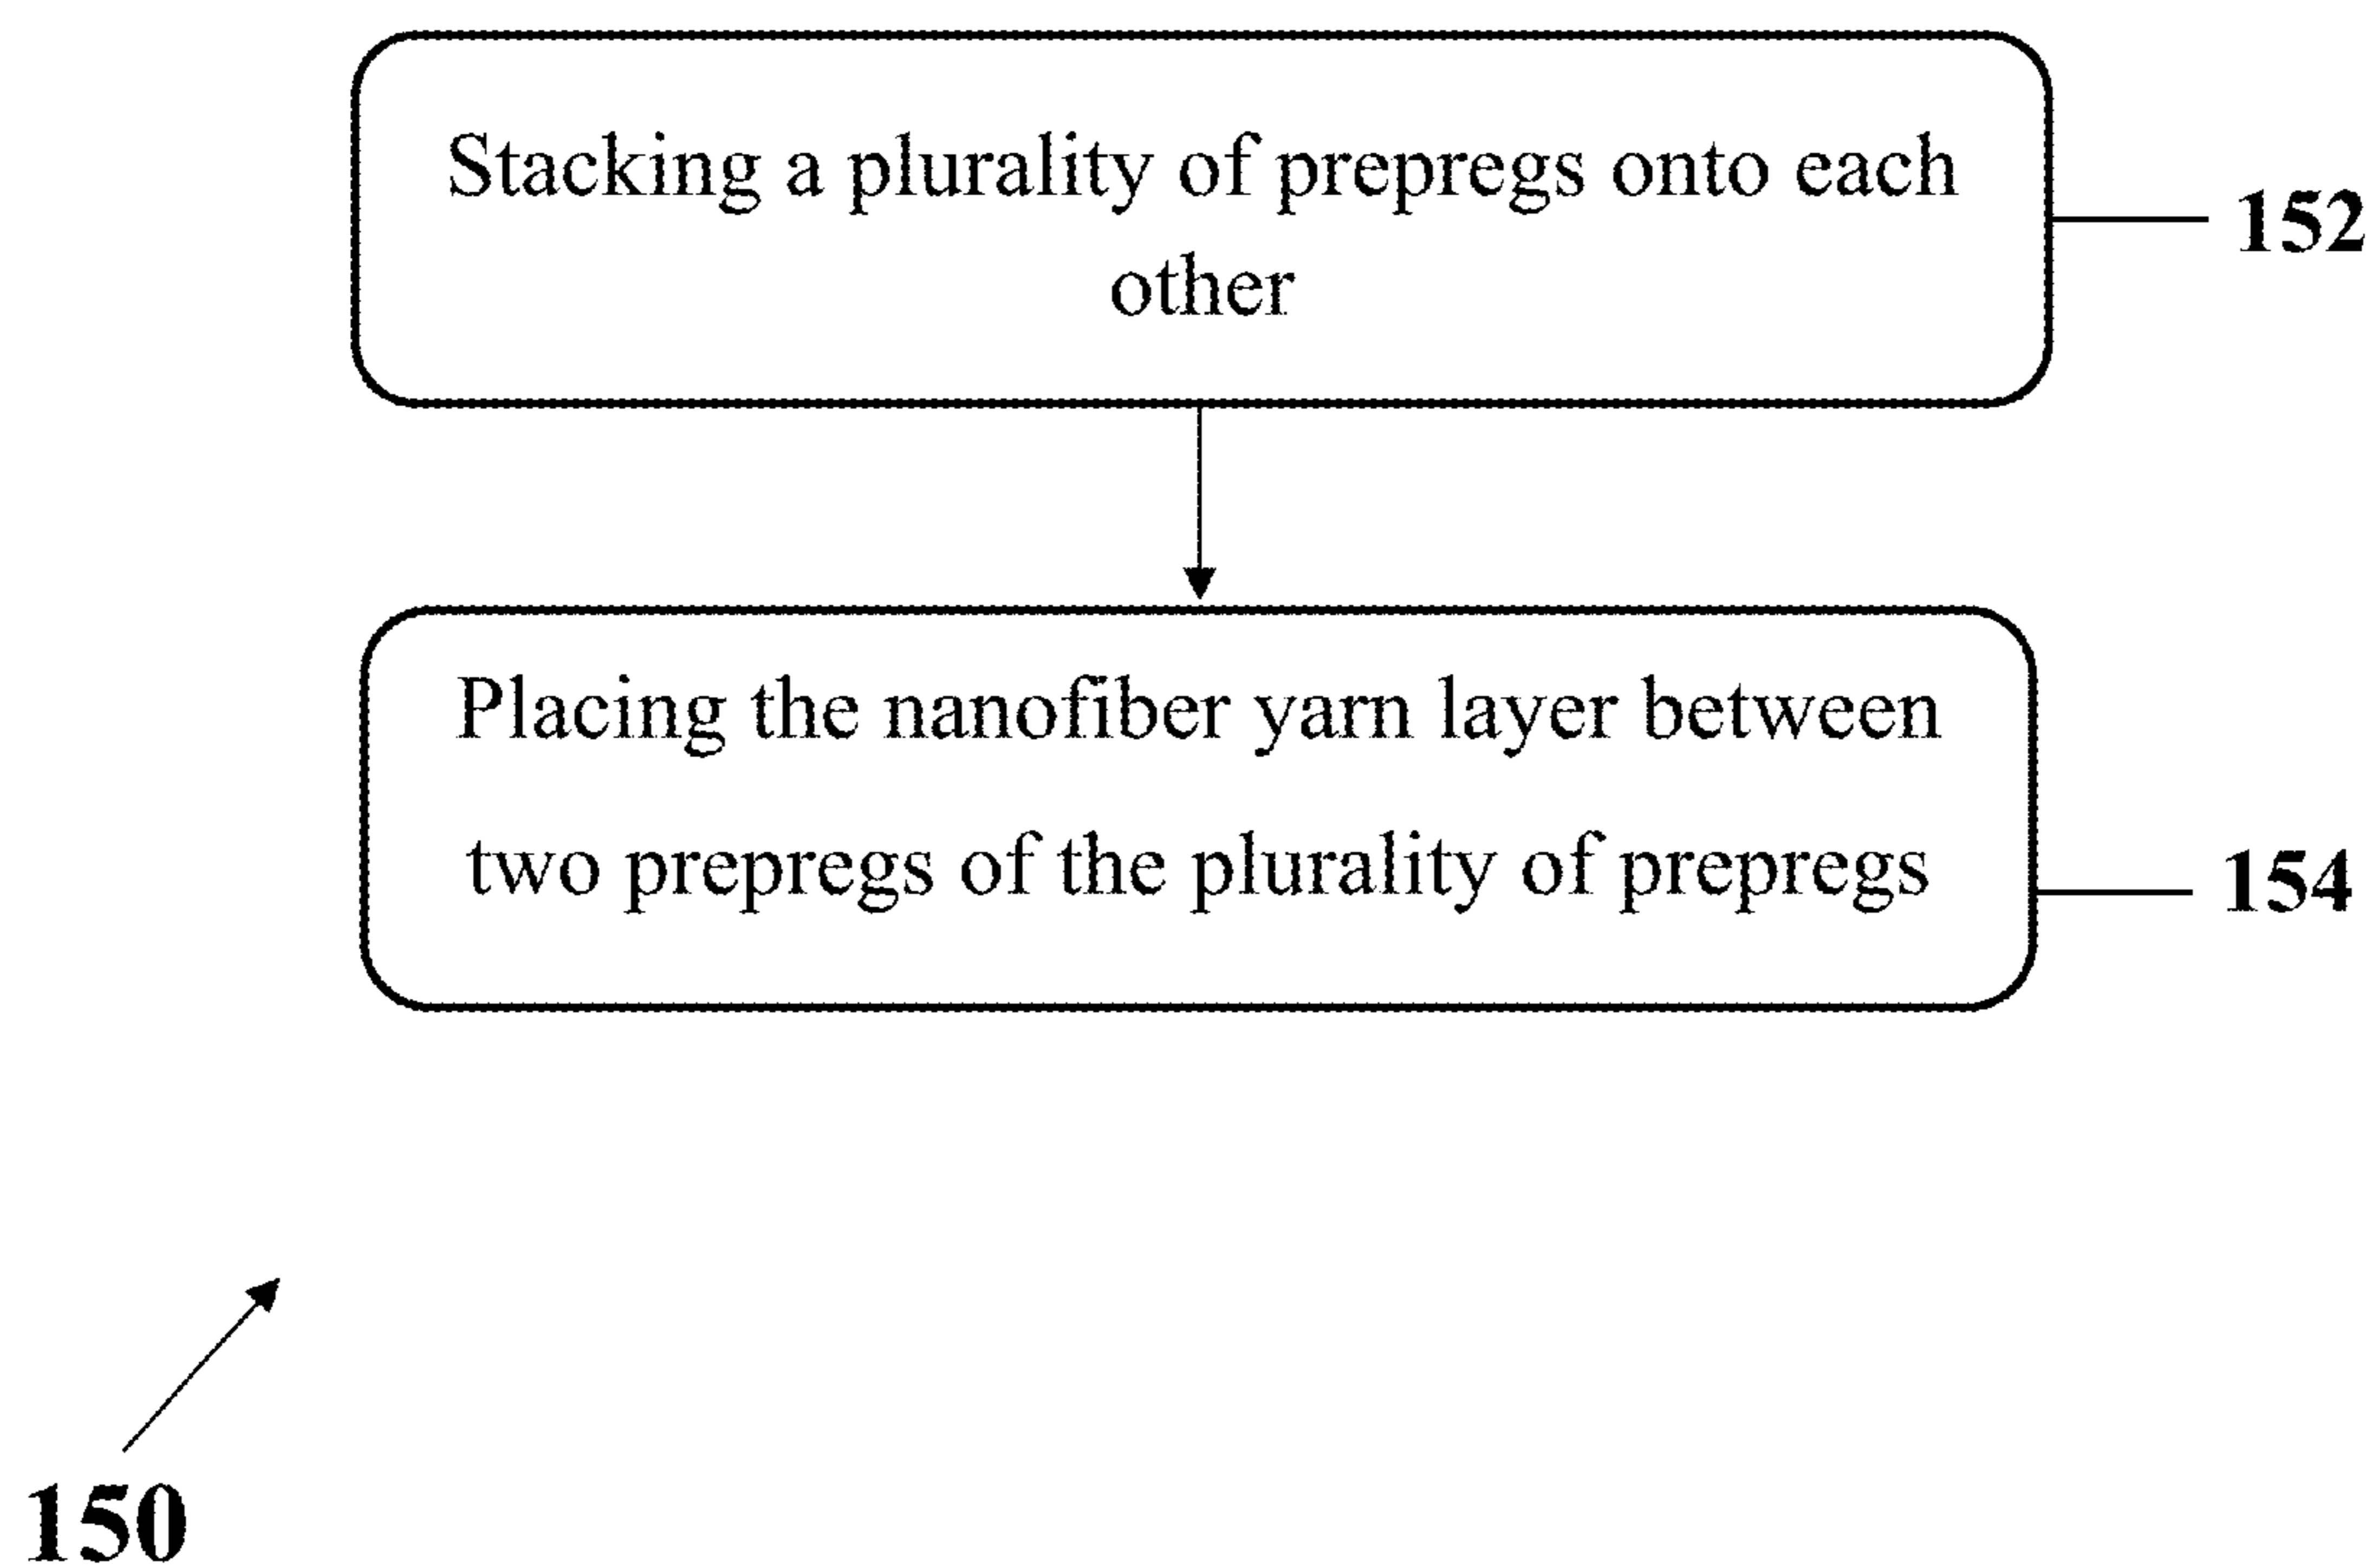 Stacking a plurality of prepregs onto each
other
152
Placing the nanofiber yarn layer between
two prepregs of the plurality of prepregs
154
150